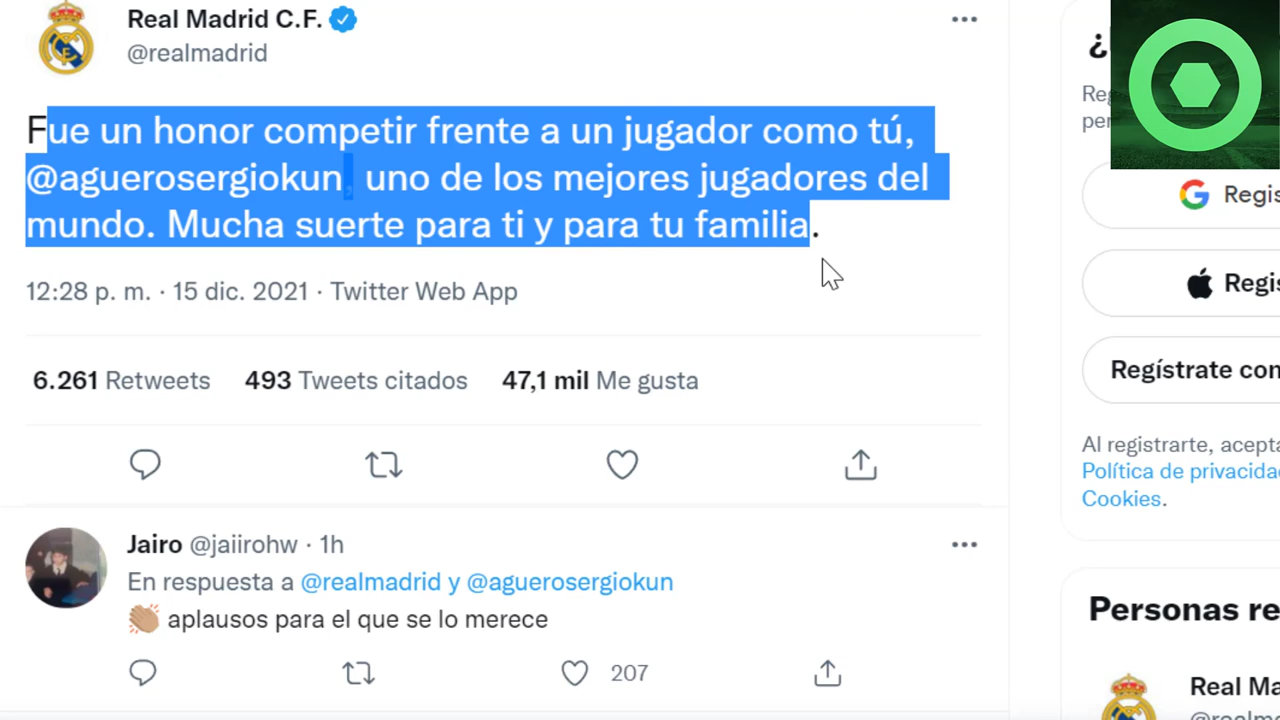 Real Madrid C.F.
@realmadrid
Fue un honor competir frente a un jugador como tú,
@aguerosergiokun, uno de los mejores jugadores del
mundo. Mucha suerte para ti y para tu familia.
12:28 p. m. · 15 dic. 2021 · Twitter Web App
6.261 Retweets 493 Tweets citados 47,1 mil Me gusta
Jairo @jaiirohw · 1h
En respuesta a @realmadrid y @aguerosergiokun
👏🏽 aplausos para el que se lo merece
207
¿
Reg
per
Regis
Regis
Regístrate con
Al registrarte, acepta
Política de privacidad
Cookies.
Personas re
Real Ma